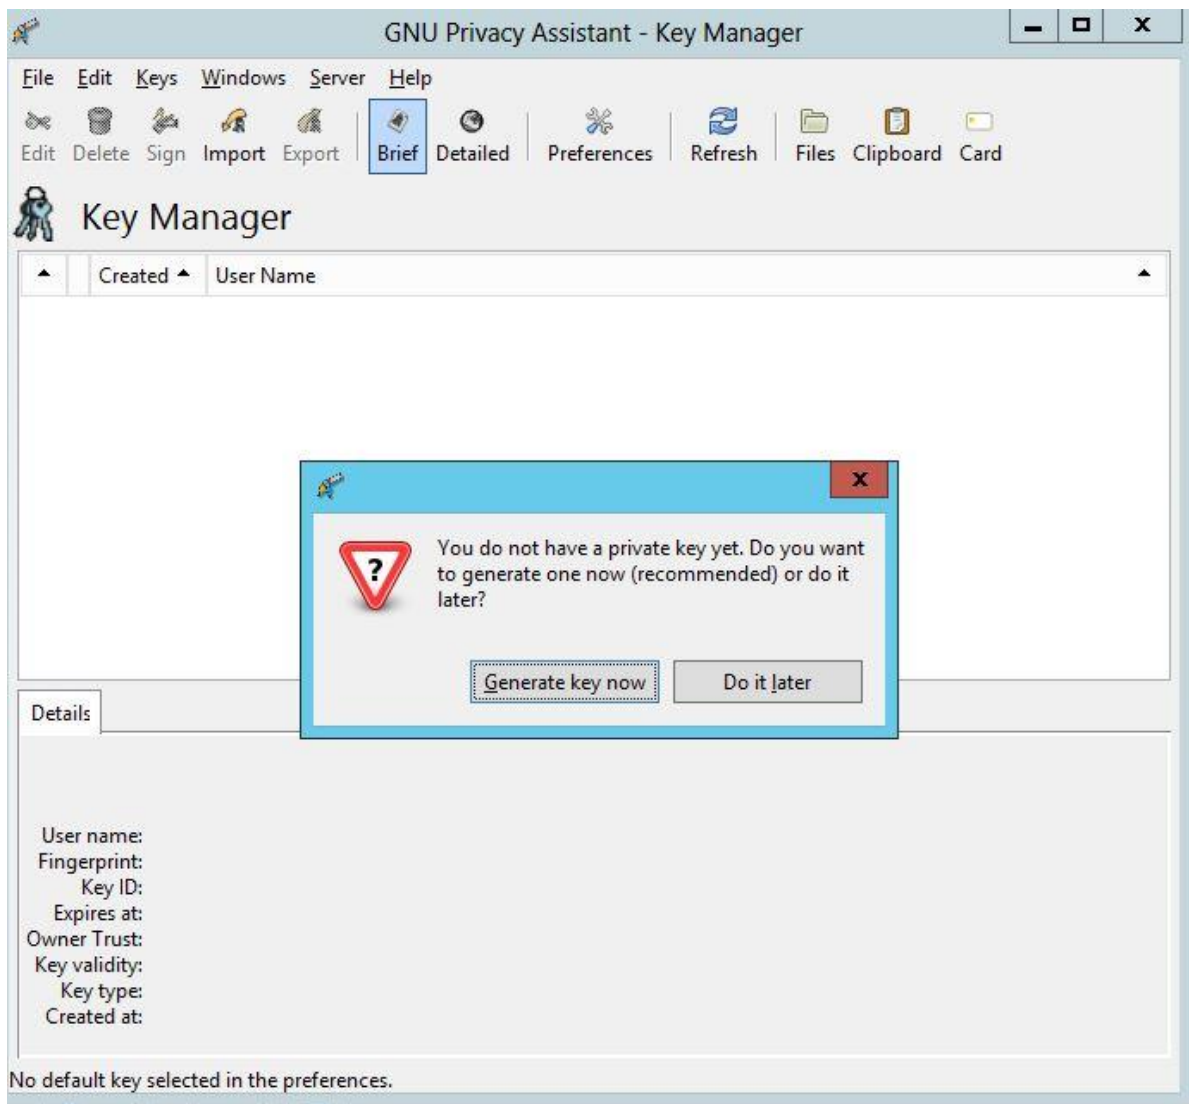 GNU Privacy Assistant - Key Manager
File Edit Keys Windows Server Help
Edit Delete Sign Import Export Brief Detailed Preferences Refresh Files Clipboard Card
Key Manager
Created User Name
You do not have a private key yet. Do you want
to generate one now (recommended) or do it
later?
Generate key now Do it later
Details
User name:
Fingerprint:
Key ID:
Expires at:
Owner Trust:
Key validity:
Key type:
Created at:
No default key selected in the preferences.